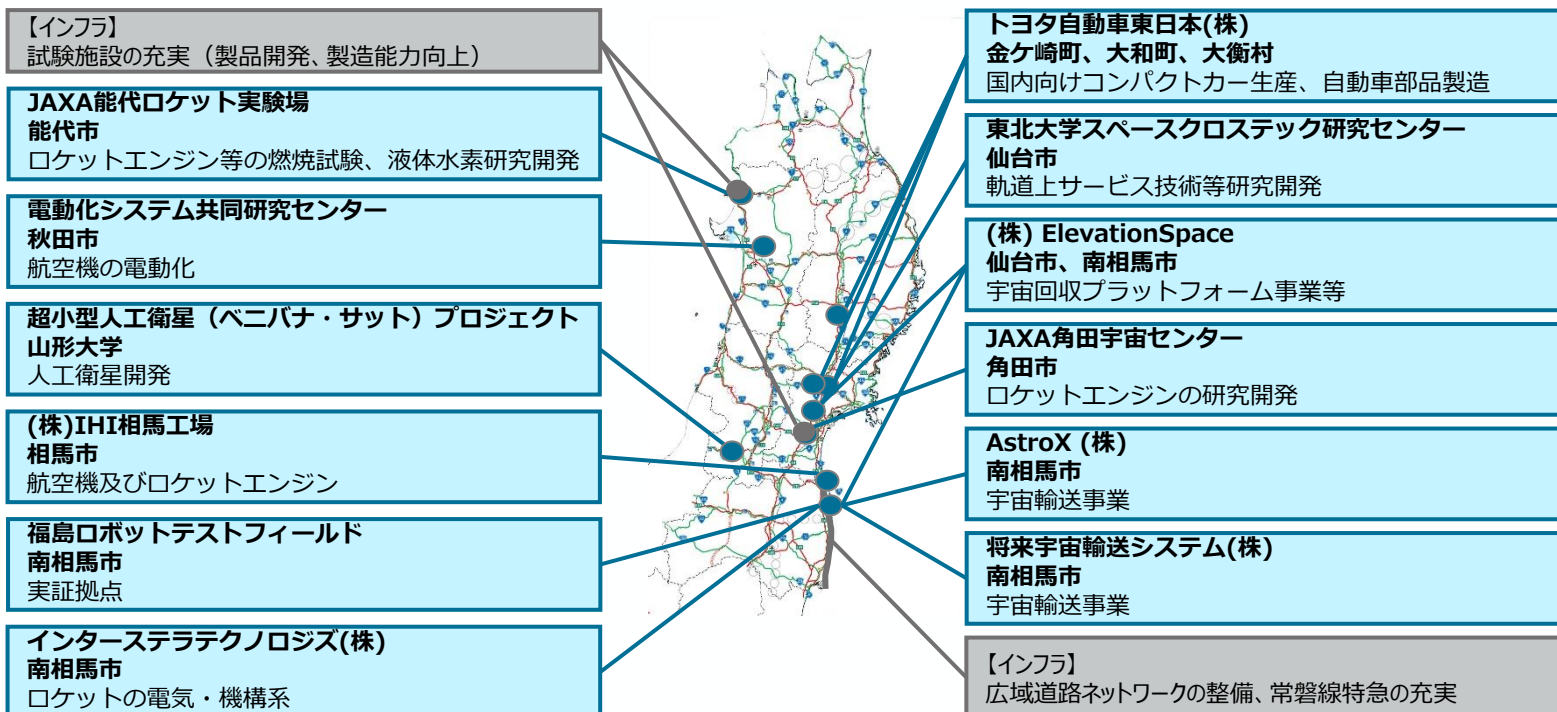 【インフラ】
試験施設の充実（製品開発、製造能力向上）
JAXA能代ロケット実験場
能代市
ロケットエンジン等の燃焼試験、液体水素研究開発
電動化システム共同研究センター
秋田市
航空機の電動化
超小型人工衛星（ベニバナ・サット）プロジェクト
山形大学
人工衛星開発
(株)IHI相馬工場
相馬市
航空機及びロケットエンジン
福島ロボットテストフィールド
南相馬市
実証拠点
インターステラテクノロジズ(株)
南相馬市
ロケットの電気・機構系
トヨタ自動車東日本(株)
金ケ崎町、大和町、大衡村
国内向けコンパクトカー生産、自動車部品製造
東北大学スペースクロステック研究センター
仙台市
軌道上サービス技術等研究開発
(株) ElevationSpace
仙台市、南相馬市
宇宙回収プラットフォーム事業等
JAXA角田宇宙センター
角田市
ロケットエンジンの研究開発
AstroX (株)
南相馬市
宇宙輸送事業
将来宇宙輸送システム(株)
南相馬市
宇宙輸送事業
【インフラ】
広域道路ネットワークの整備、常磐線特急の充実